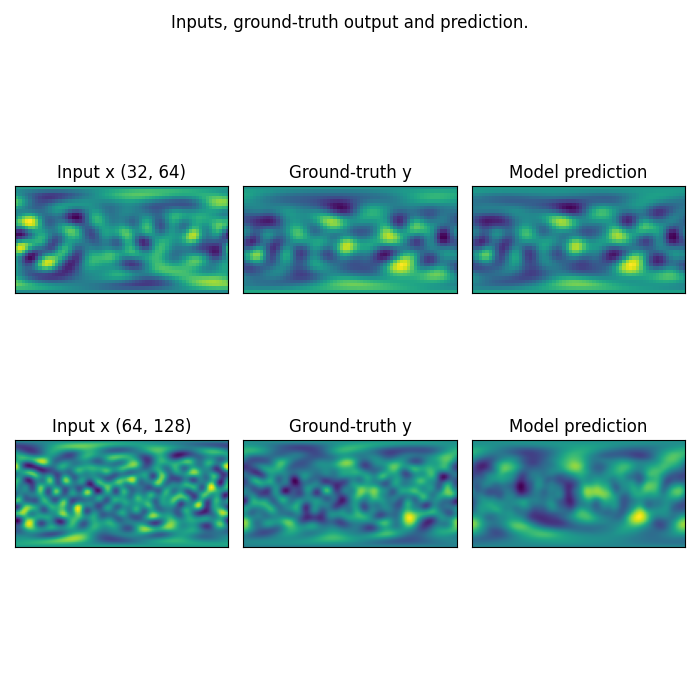 Inputs, ground-truth output and prediction.
Input x (32, 64)
Ground-truth y
Model prediction
Input x (64, 128)
Ground-truth y
Model prediction